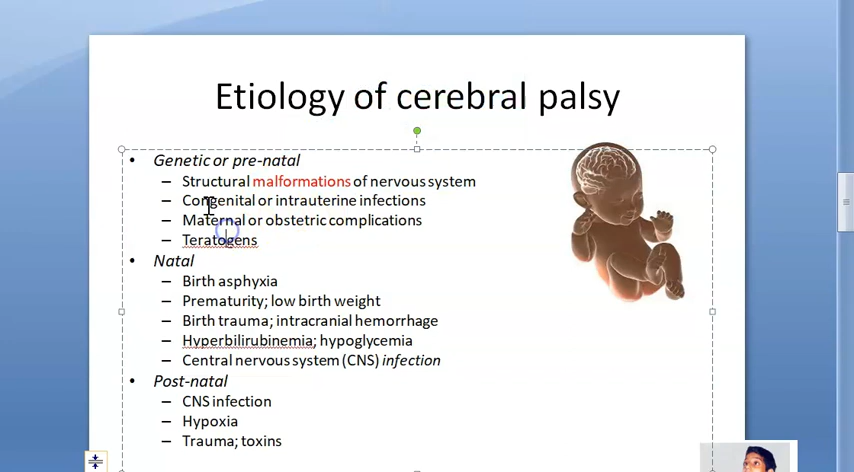 Etiology of cerebral palsy
• Genetic or pre-natal
– Structural malformations of nervous system
– Congenital or intrauterine infections
– Maternal or obstetric complications
– Teratogens
• Natal
– Birth asphyxia
– Prematurity; low birth weight
– Birth trauma; intracranial hemorrhage
– Hyperbilirubinemia; hypoglycemia
– Central nervous system (CNS) infection
• Post-natal
– CNS infection
– Hypoxia
– Trauma; toxins